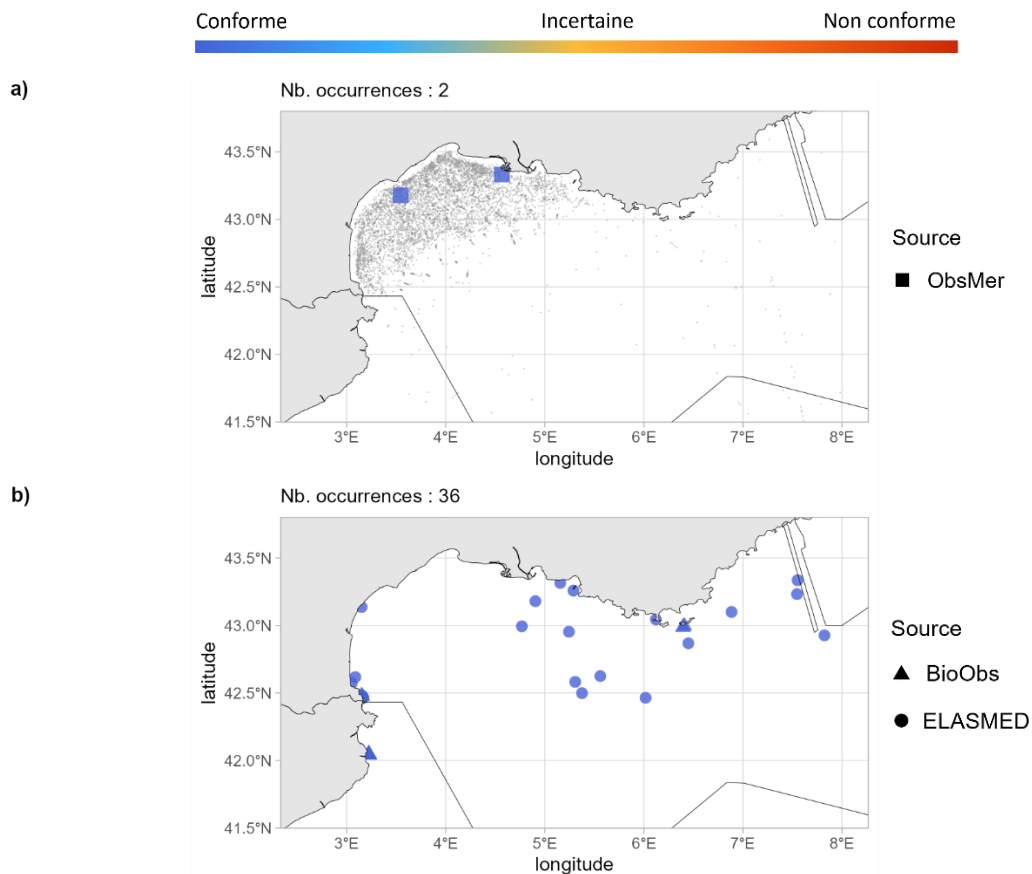 Conforme Incertaine Non conforme
a)
Nb. occurrences : 2
43.5°N
43.0°N
42.5°N
42.0°N
41.5°N
latitude
3°E 4°E 5°E 6°E 7°E 8°E
longitude
Source
ObsMer
b)
Nb. occurrences : 36
43.5°N
43.0°N
42.5°N
42.0°N
41.5°N
latitude
3°E 4°E 5°E 6°E 7°E 8°E
longitude
Source
BioObs
ELASMED